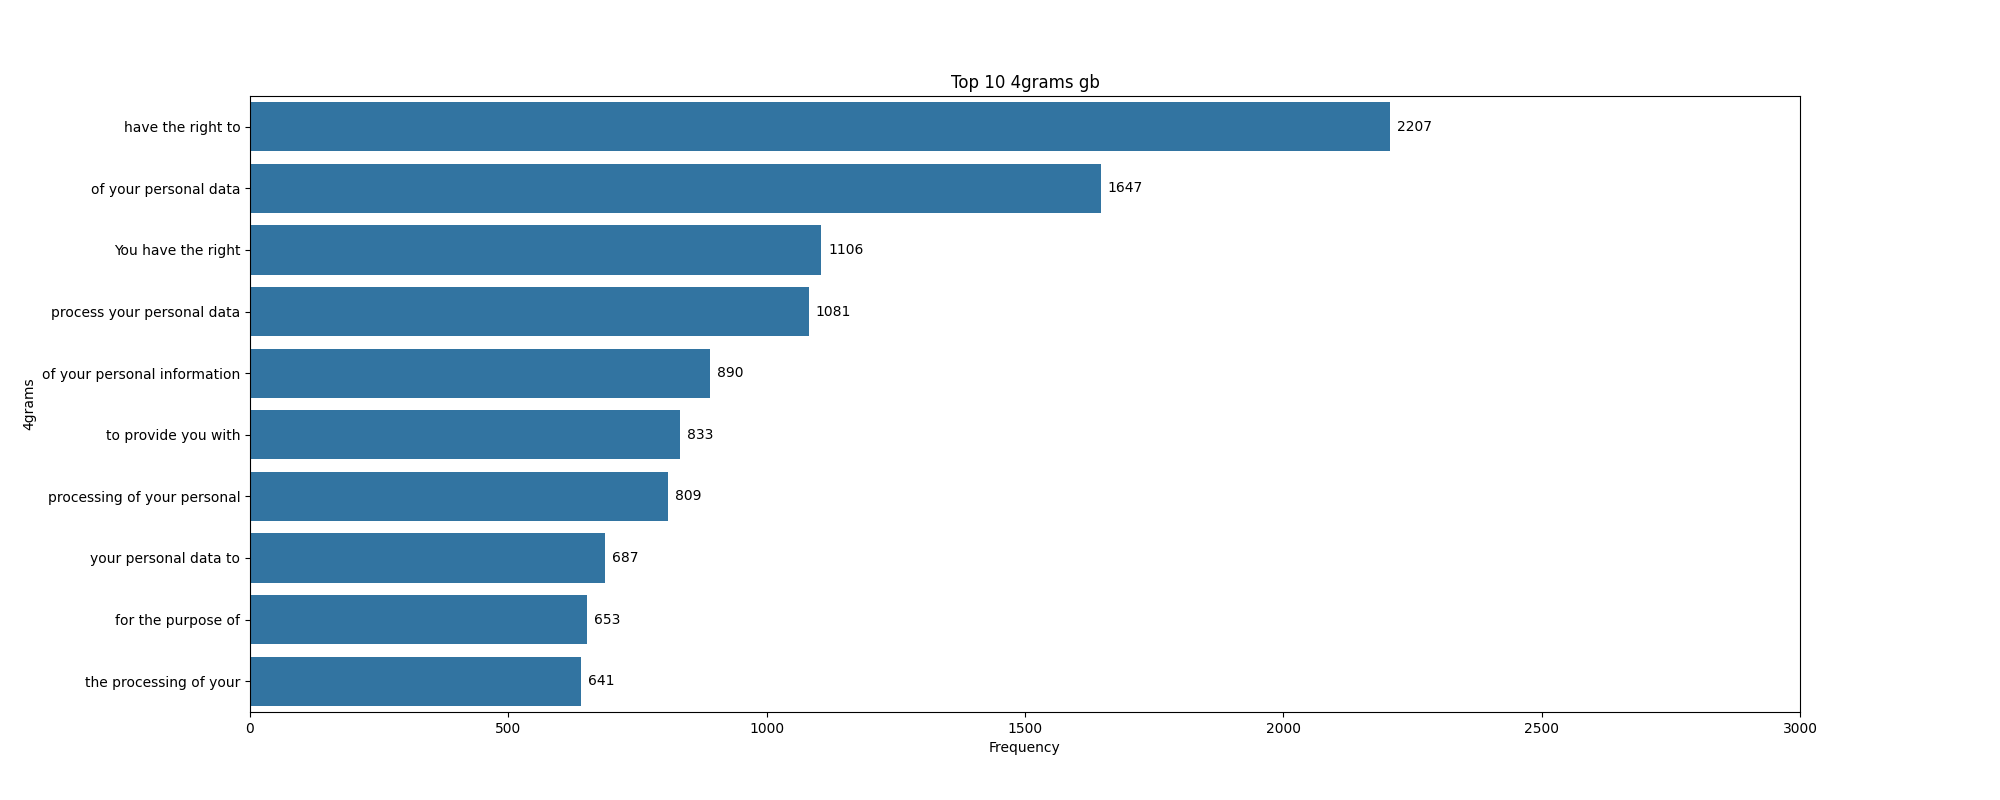 Top 10 4grams gb
4grams
have the right to 2207
of your personal data 1647
You have the right 1106
process your personal data 1081
of your personal information 890
to provide you with 833
processing of your personal 809
your personal data to 687
for the purpose of 653
the processing of your 641
0 500 1000 1500 2000 2500 3000
Frequency